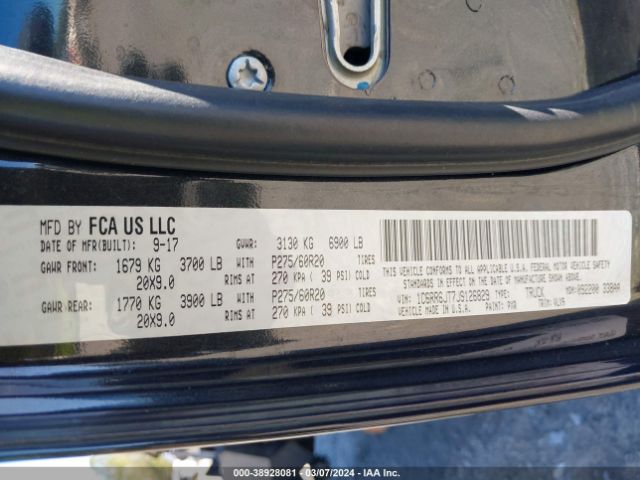 MFD BY FCA US LLC
DATE OF MFR(BUILT): 9-17 GVWR: 3130 KG 6900 LB
GAWR FRONT: 1679 KG 3700 LB WITH P275/60R20 TIRES
20X9.0 RIMS AT 270 KPA ( 39 PSI) COLD
GAWR REAR: 1770 KG 3900 LB WITH P275/60R20 TIRES
20X9.0 RIMS AT 270 KPA ( 39 PSI) COLD
THIS VEHICLE CONFORMS TO ALL APPLICABLE U.S.A. FEDERAL MOTOR VEHICLE SAFETY
STANDARDS IN EFFECT ON THE DATE OF MANUFACTURE SHOWN ABOVE.
VIN: 1C6RR6JT7JS126829 TYPE: TRUCK
VEHICLE MADE IN U.S.A. PAINT: PXR
000-38928081 — 03/07/2024 — IAA Inc.